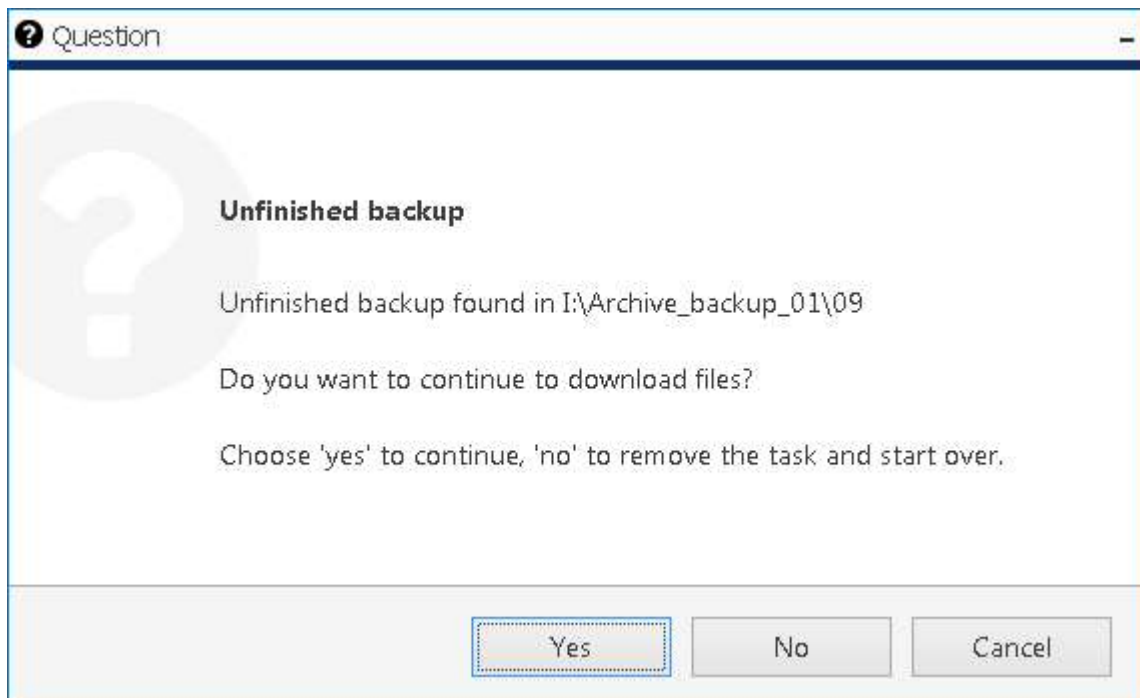 Question
Unfinished backup
Unfinished backup found in I:\Archive_backup_01\09
Do you want to continue to download files?
Choose 'yes' to continue, 'no' to remove the task and start over.
Yes
No
Cancel